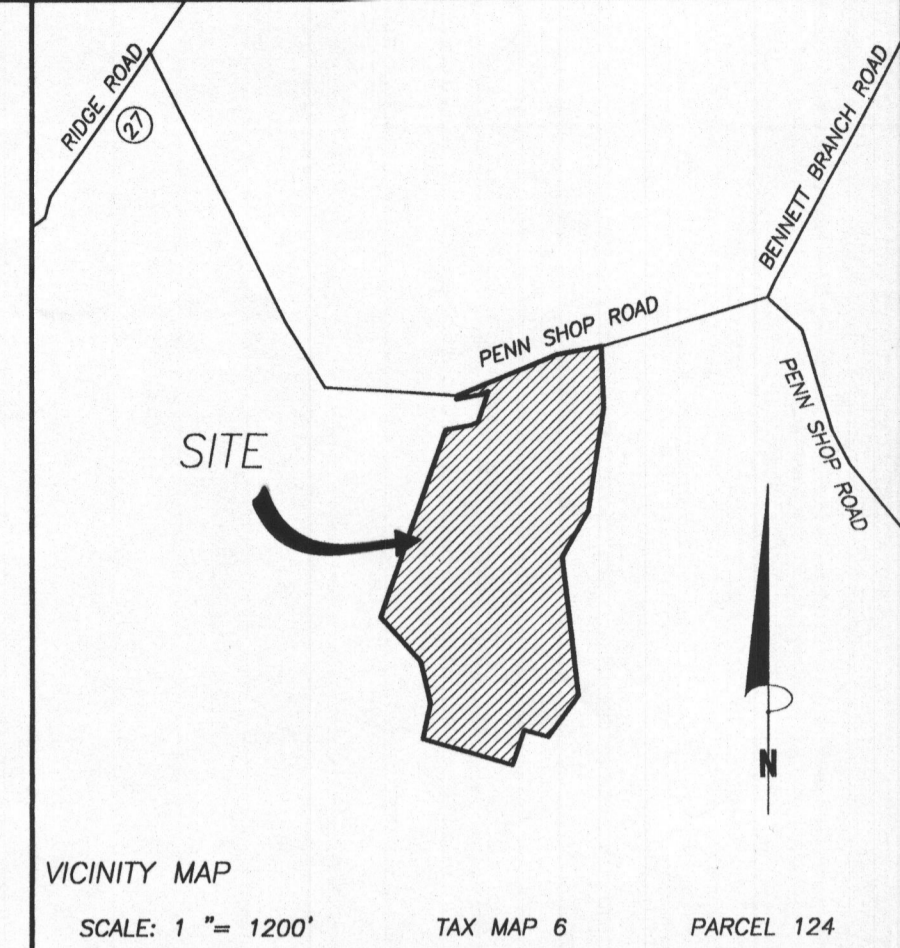 RIDGE ROAD
27
BENNETT BRANCH ROAD
PENN SHOP ROAD
PENN SHOP ROAD
SITE
N
VICINITY MAP
SCALE: 1 "= 1200'
TAX MAP 6
PARCEL 124